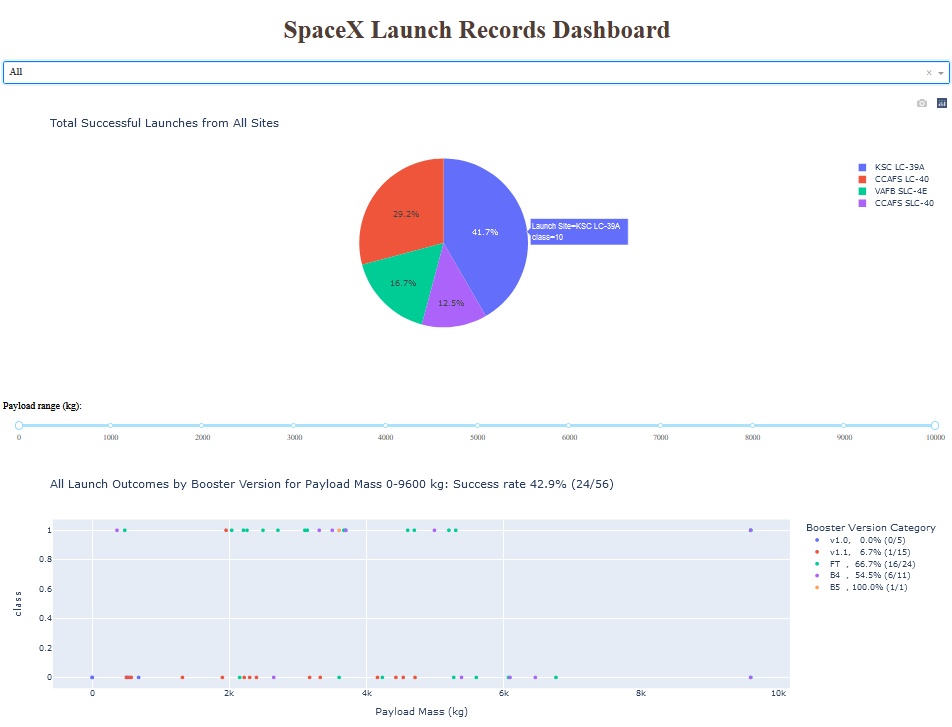 SpaceX Launch Records Dashboard
All
Total Successful Launches from All Sites
KSC LC-39A
CCAFS LC-40
VAFB SLC-4E
CCAFS SLC-40
29.2%
41.7%
Launch Site=KSC LC-39A
class=10
16.7%
12.5%
Payload range (kg):
0 1000 2000 3000 4000 5000 6000 7000 8000 9000 10000
All Launch Outcomes by Booster Version for Payload Mass 0-9600 kg: Success rate 42.9% (24/56)
Booster Version Category
v1.0, 0.0% (0/5)
v1.1, 6.7% (1/15)
FT , 66.7% (16/24)
B4 , 54.5% (6/11)
B5 , 100.0% (1/1)
1
0.8
0.6
0.4
0.2
0
class
0 2k 4k 6k 8k 10k
Payload Mass (kg)